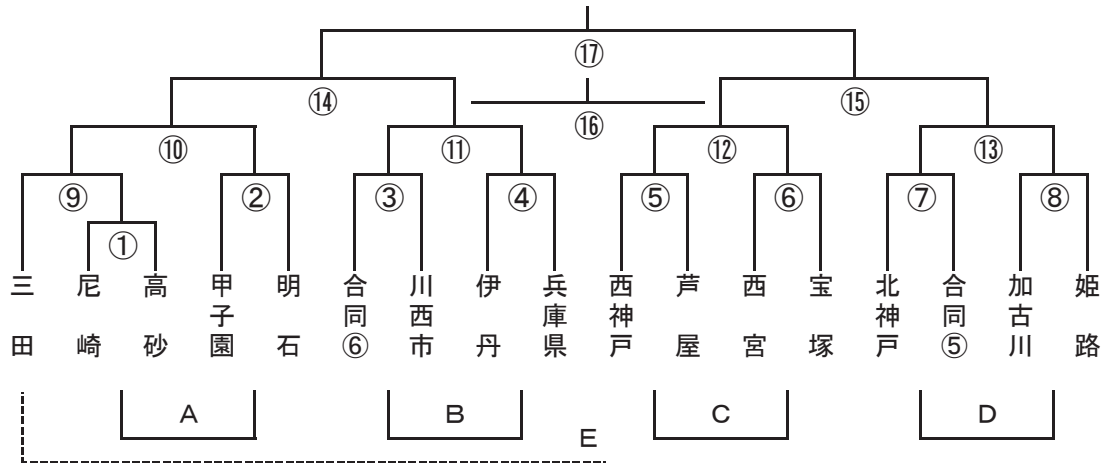 ⑰
⑭ ⑯ ⑮
⑩ ⑪ ⑫ ⑬
⑨ ② ③ ④ ⑤ ⑥ ⑦ ⑧
①
三田
尼崎
高砂
甲子園
明石
合同⑥
川西市
伊丹
兵庫県
西神戸
芦屋
西宮
宝塚
北神戸
合同⑤
加古川
姫路
A B C D
E